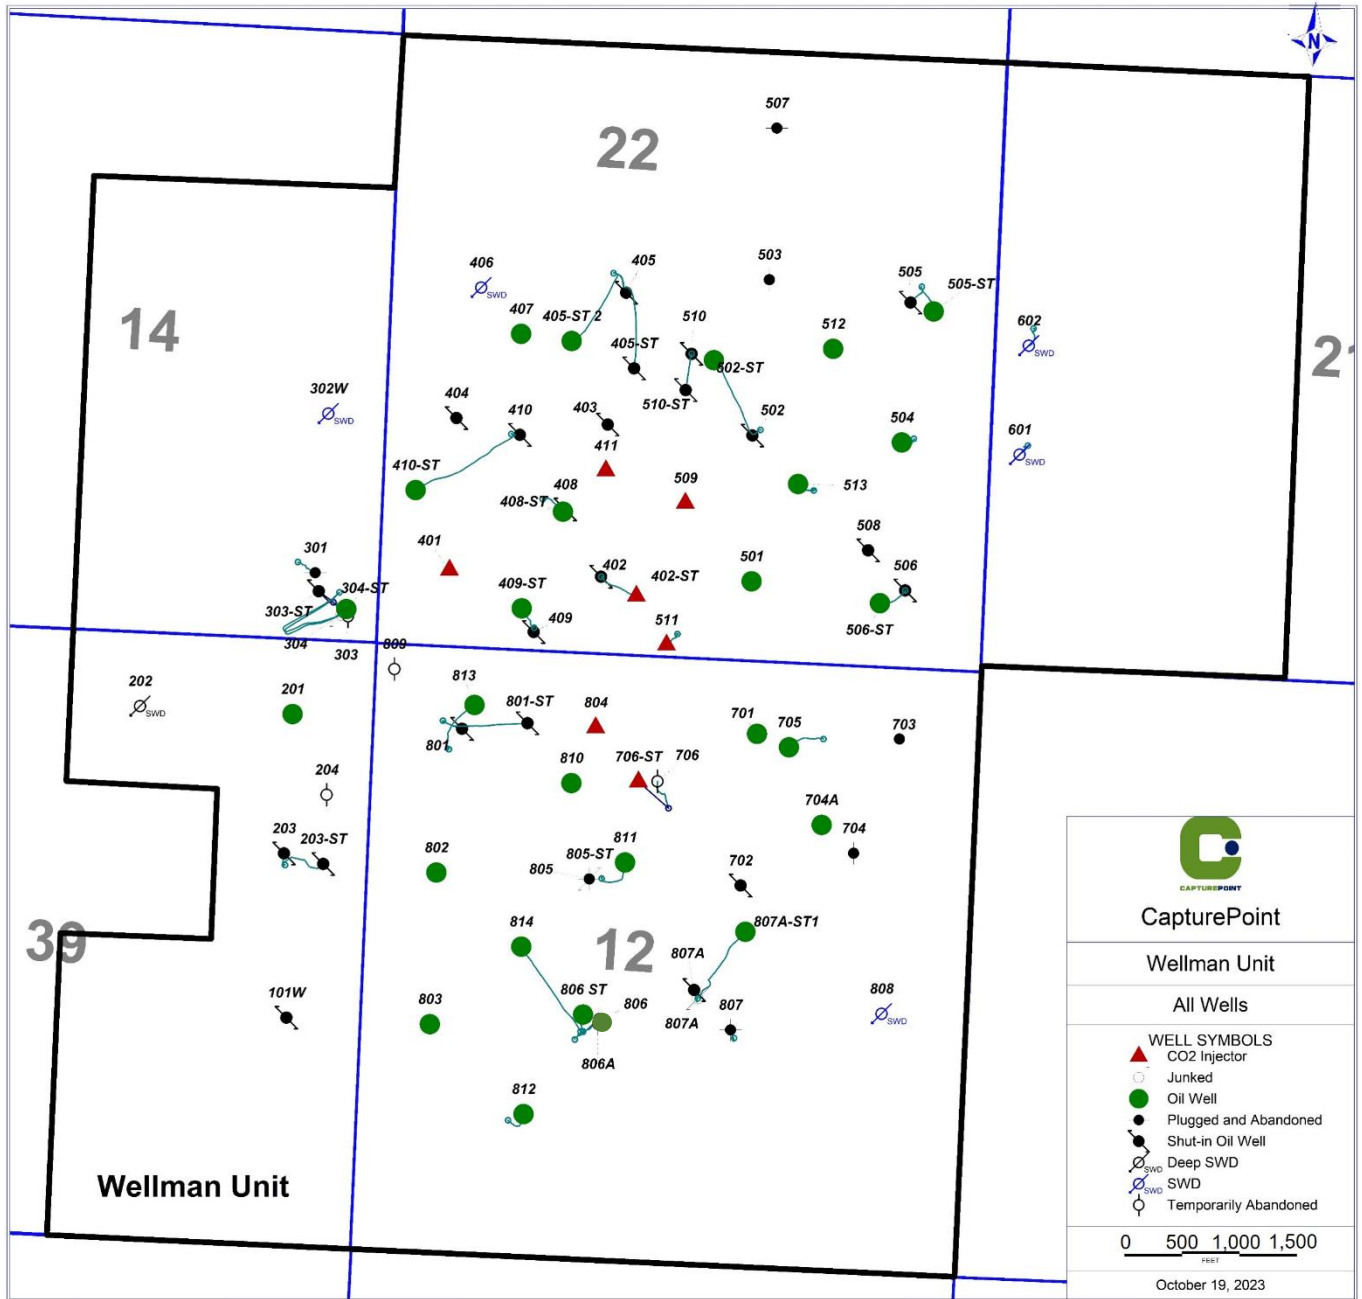 N
507
22
503
405
406
505
505-ST
407
405-ST 2
510
512
602
14
SWD
405-ST
502-ST
SWD
21
302W
404
403
510-ST
502
504
601
SWD
410
411
SWD
410-ST
509
408
513
408-ST
508
401
301
402
501
506
304-ST
409-ST
402-ST
303-ST
511
409
506-ST
304
303
809
202
813
801-ST
804
201
701
705
703
SWD
801
204
810
706-ST
706
704A
203
203-ST
802
805-ST
811
704
805
702
39
814
12
807A-ST1
807A
101W
803
806 ST
806
808
SWD
807A
807
806A
812
Wellman Unit
CAPTUREPOINT
CapturePoint
Wellman Unit
All Wells
WELL SYMBOLS
CO2 Injector
Junked
Oil Well
Plugged and Abandoned
Shut-in Oil Well
SWD Deep SWD
SWD SWD
Temporarily Abandoned
0 500 1,000 1,500
FEET
October 19, 2023